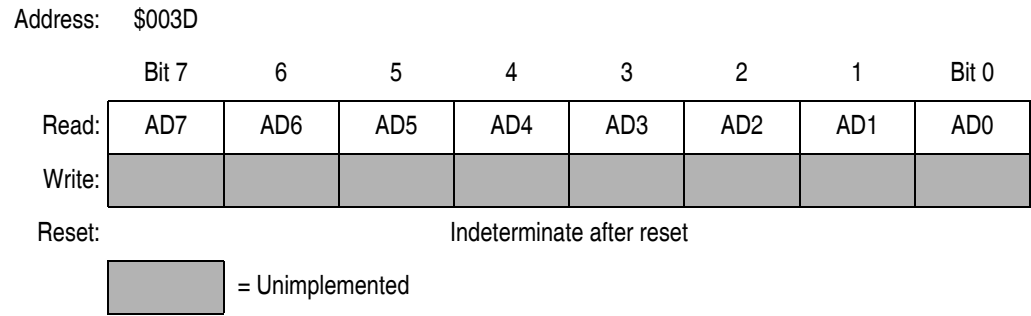 Address: $003D
Bit 7 6 5 4 3 2 1 Bit 0
Read: AD7 AD6 AD5 AD4 AD3 AD2 AD1 AD0
Write:
Reset: Indeterminate after reset
= Unimplemented